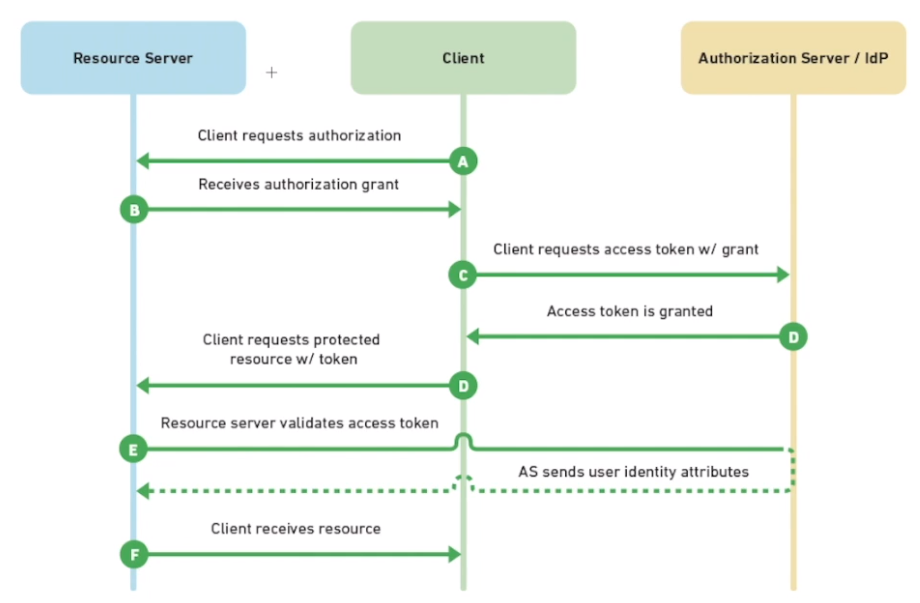 Resource Server
Client
Authorization Server / IdP
Client requests authorization
A
Receives authorization grant
B
Client requests access token w/ grant
C
Access token is granted
D
Client requests protected
resource w/ token
D
Resource server validates access token
E
AS sends user identity attributes
Client receives resource
F